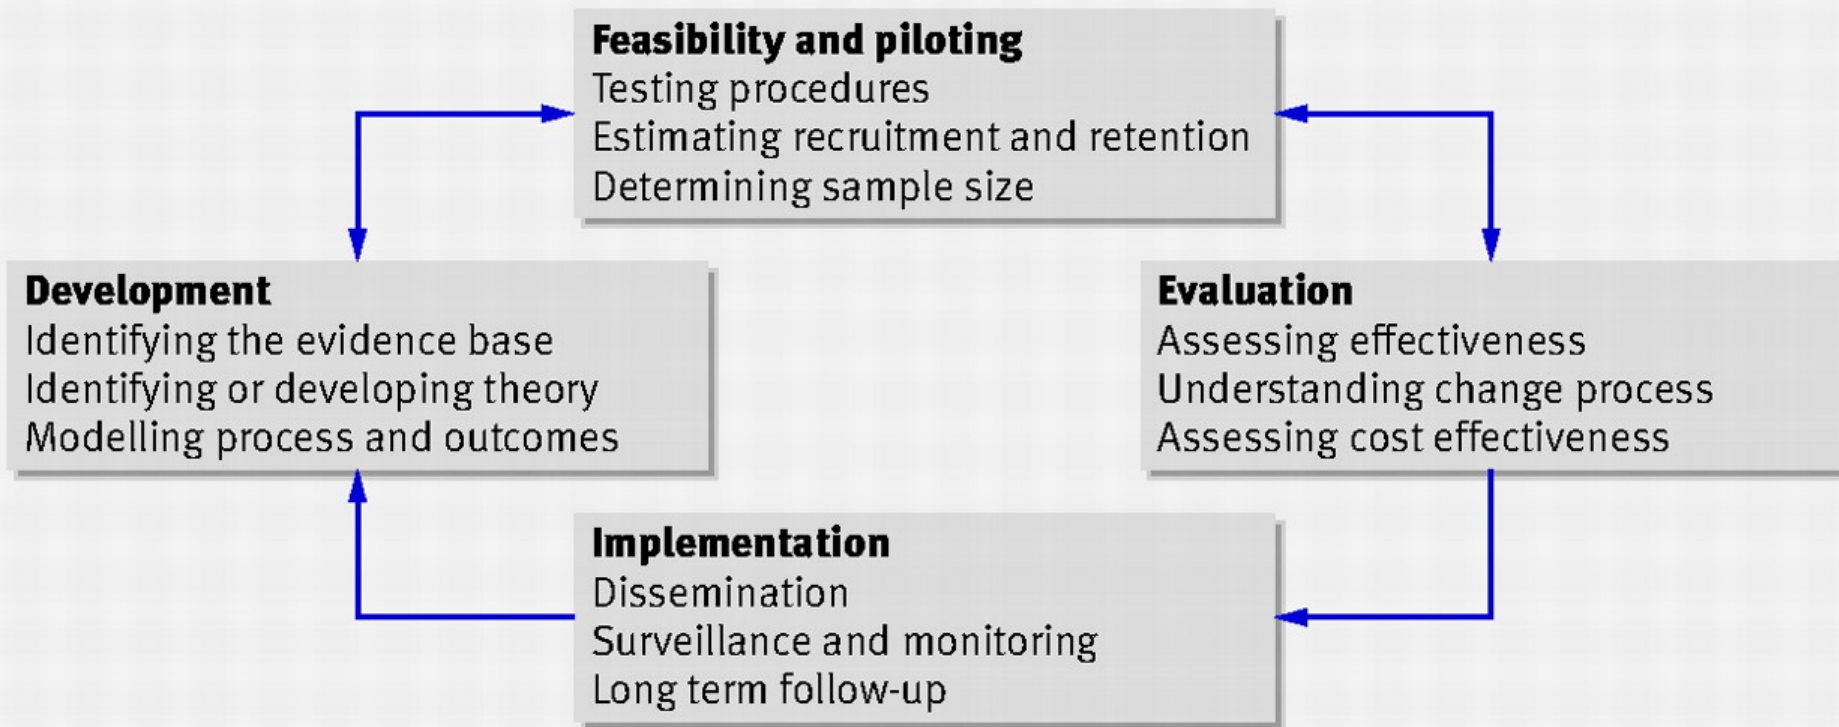 Feasibility and piloting
Testing procedures
Estimating recruitment and retention
Determining sample size
Development
Identifying the evidence base
Identifying or developing theory
Modelling process and outcomes
Evaluation
Assessing effectiveness
Understanding change process
Assessing cost effectiveness
Implementation
Dissemination
Surveillance and monitoring
Long term follow-up